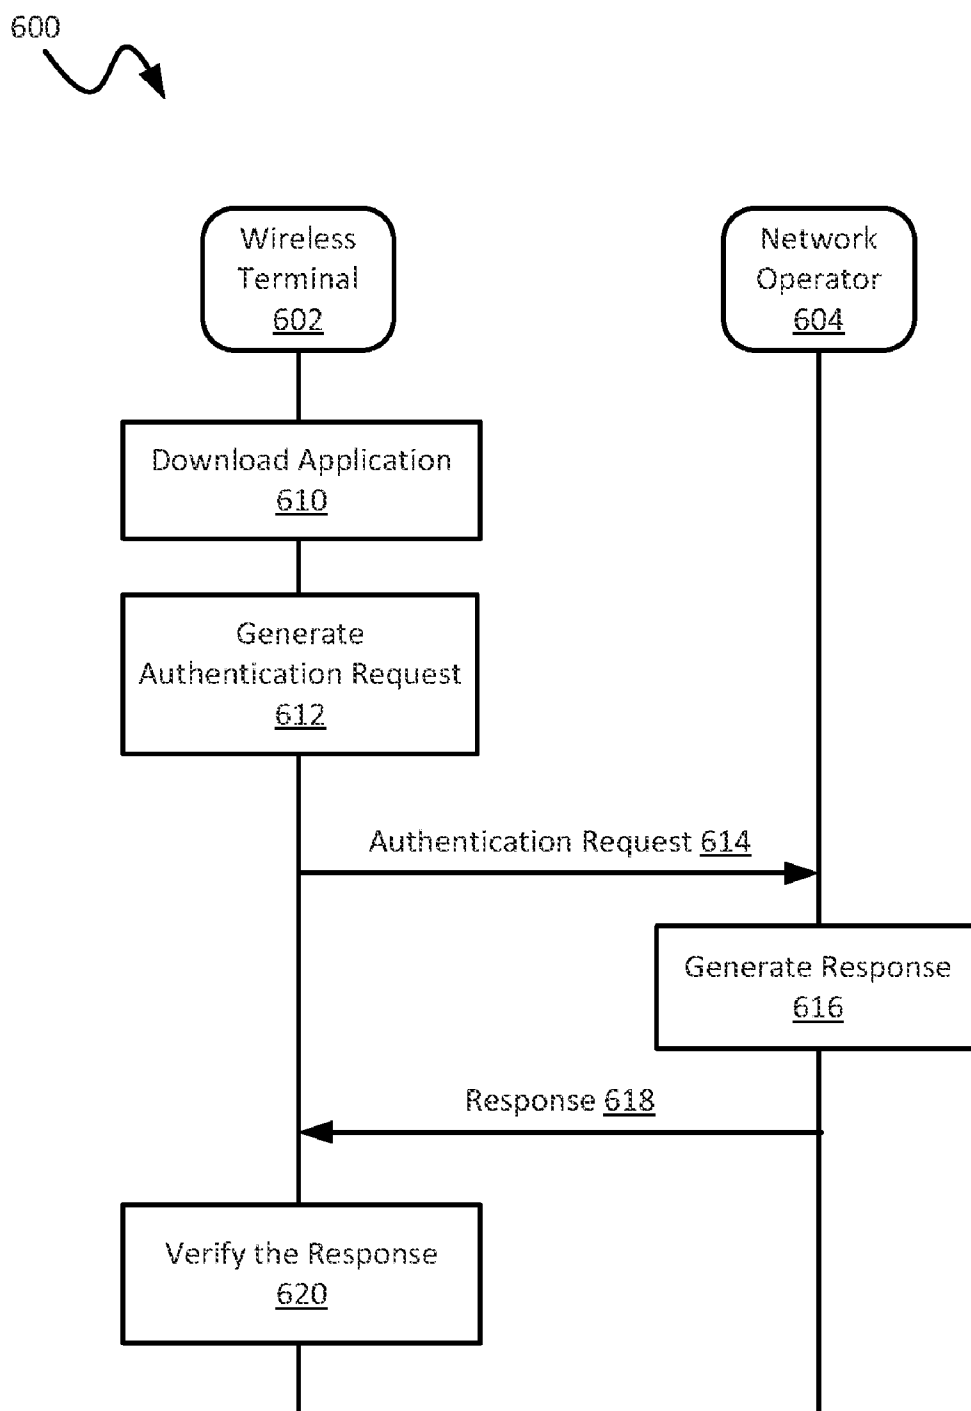 600
Wireless
Terminal
602
Network
Operator
604
Download Application
610
Generate
Authentication Request
612
Authentication Request 614
Generate Response
616
Response 618
Verify the Response
620